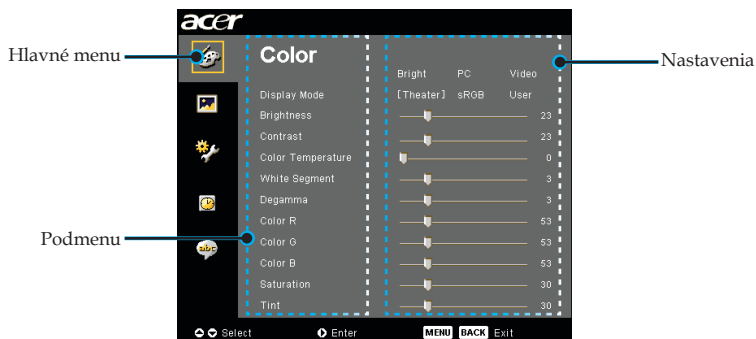 acer
Hlavné menu
Color
Nastavenia
Bright PC Video
Display Mode [Theater] sRGB User
Brightness 23
Contrast 23
Color Temperature 0
White Segment 3
Degamma 3
Color R 53
Podmenu
Color G 53
abc
Color B 53
Saturation 30
Tint 30
Select Enter MENU BACK Exit